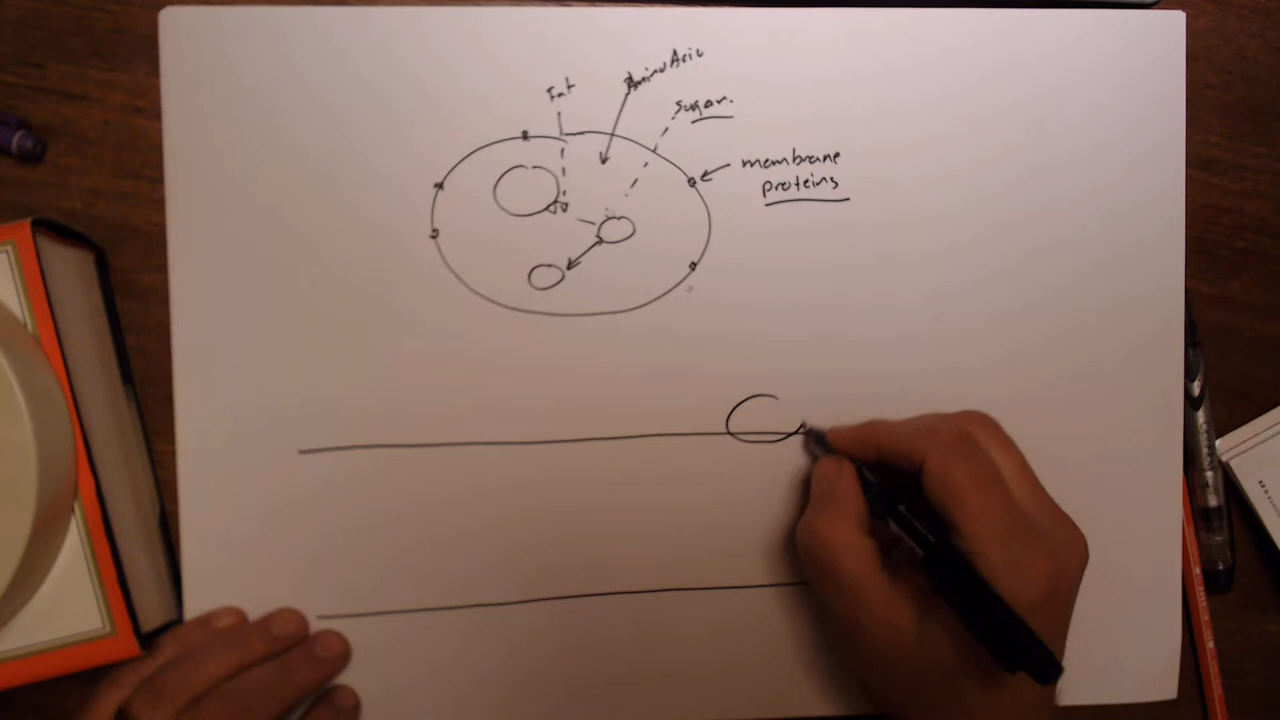 Fat
Amino Acid
Sugar.
membrane
proteins